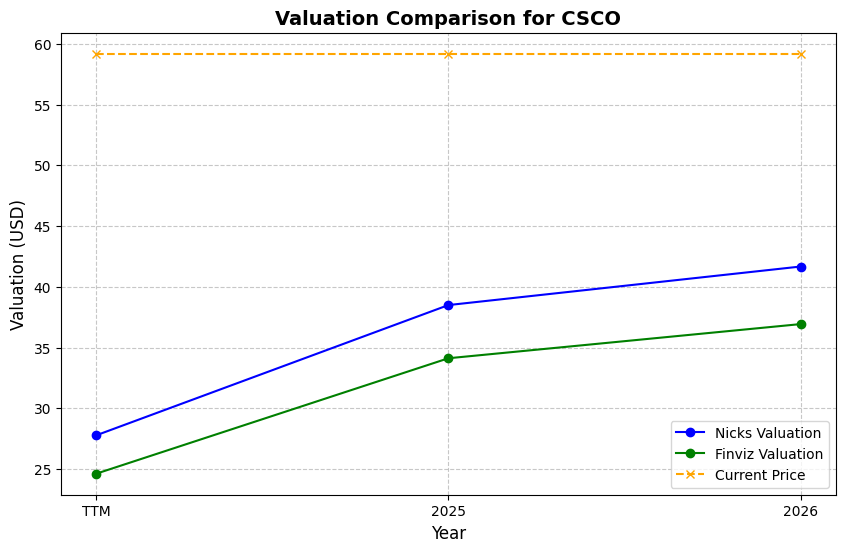 Valuation Comparison for CSCO
60
55
50
45
40
35
30
25
Valuation (USD)
TTM
2025
2026
Year
Nicks Valuation
Finviz Valuation
Current Price